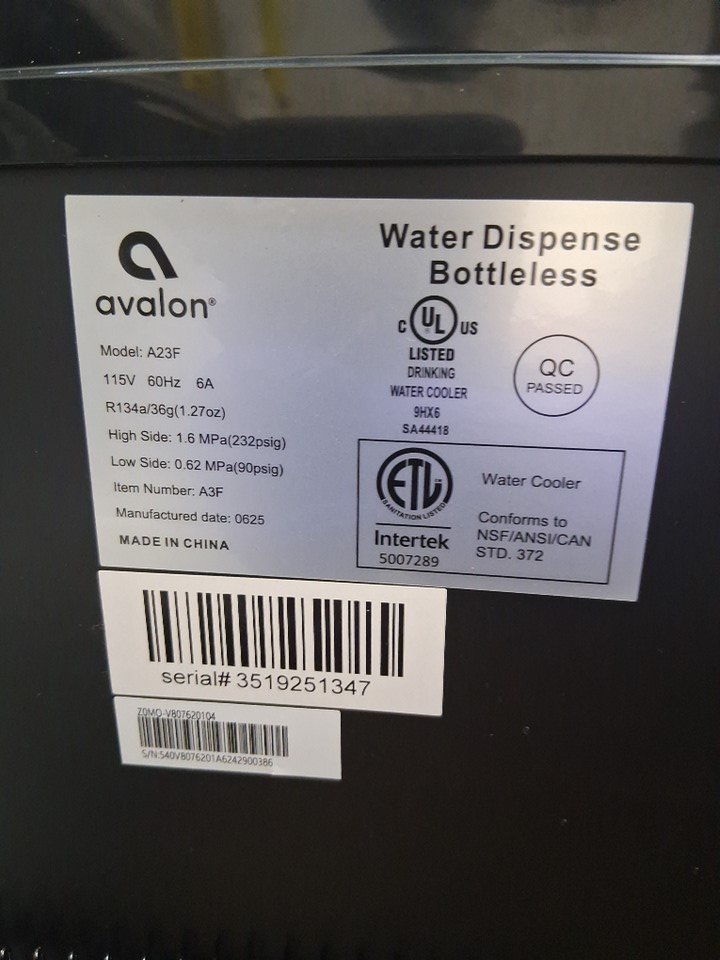 avalon®
Model: A23F
115V 60Hz 6A
R134a/36g(1.27oz)
High Side: 1.6 MPa(232psig)
Low Side: 0.62 MPa(90psig)
Item Number: A3F
Manufactured date: 0625
MADE IN CHINA
Water Dispense
Bottleless
C UL US
LISTED
DRINKING
WATER COOLER
9HX6
SA44418
QC
PASSED
ETL
SANITATION LISTED
Intertek
5007289
Water Cooler
Conforms to
NSF/ANSI/CAN
STD. 372
serial# 3519251347
Z0MO-V807620104
S/N:540V8076201A6242900386